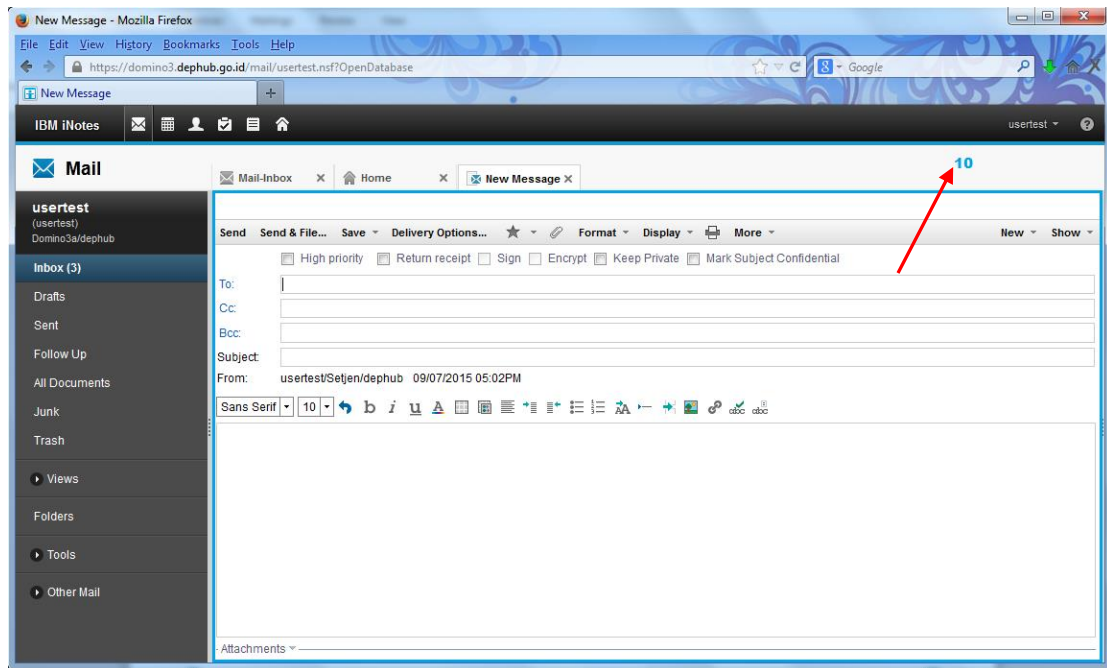 New Message - Mozilla Firefox
File Edit View History Bookmarks Tools Help
https://domino3.dephub.go.id/mail/usertest.nsf?OpenDatabase
8 - Google
New Message
IBM iNotes
usertest
Mail
Mail-Inbox X Home X New Message X
10
usertest
(usertest)
Domino3a/dephub
Send Send & File... Save Delivery Options... Format Display More New Show
Inbox (3)
High priority Return receipt Sign Encrypt Keep Private Mark Subject Confidential
To:
Drafts
Cc:
Sent
Bcc:
Follow Up
Subject:
From: usertest/Setjen/dephub 09/07/2015 05:02PM
All Documents
Sans Serif 10 b i u A
Junk
Trash
Views
Folders
Tools
Other Mail
Attachments